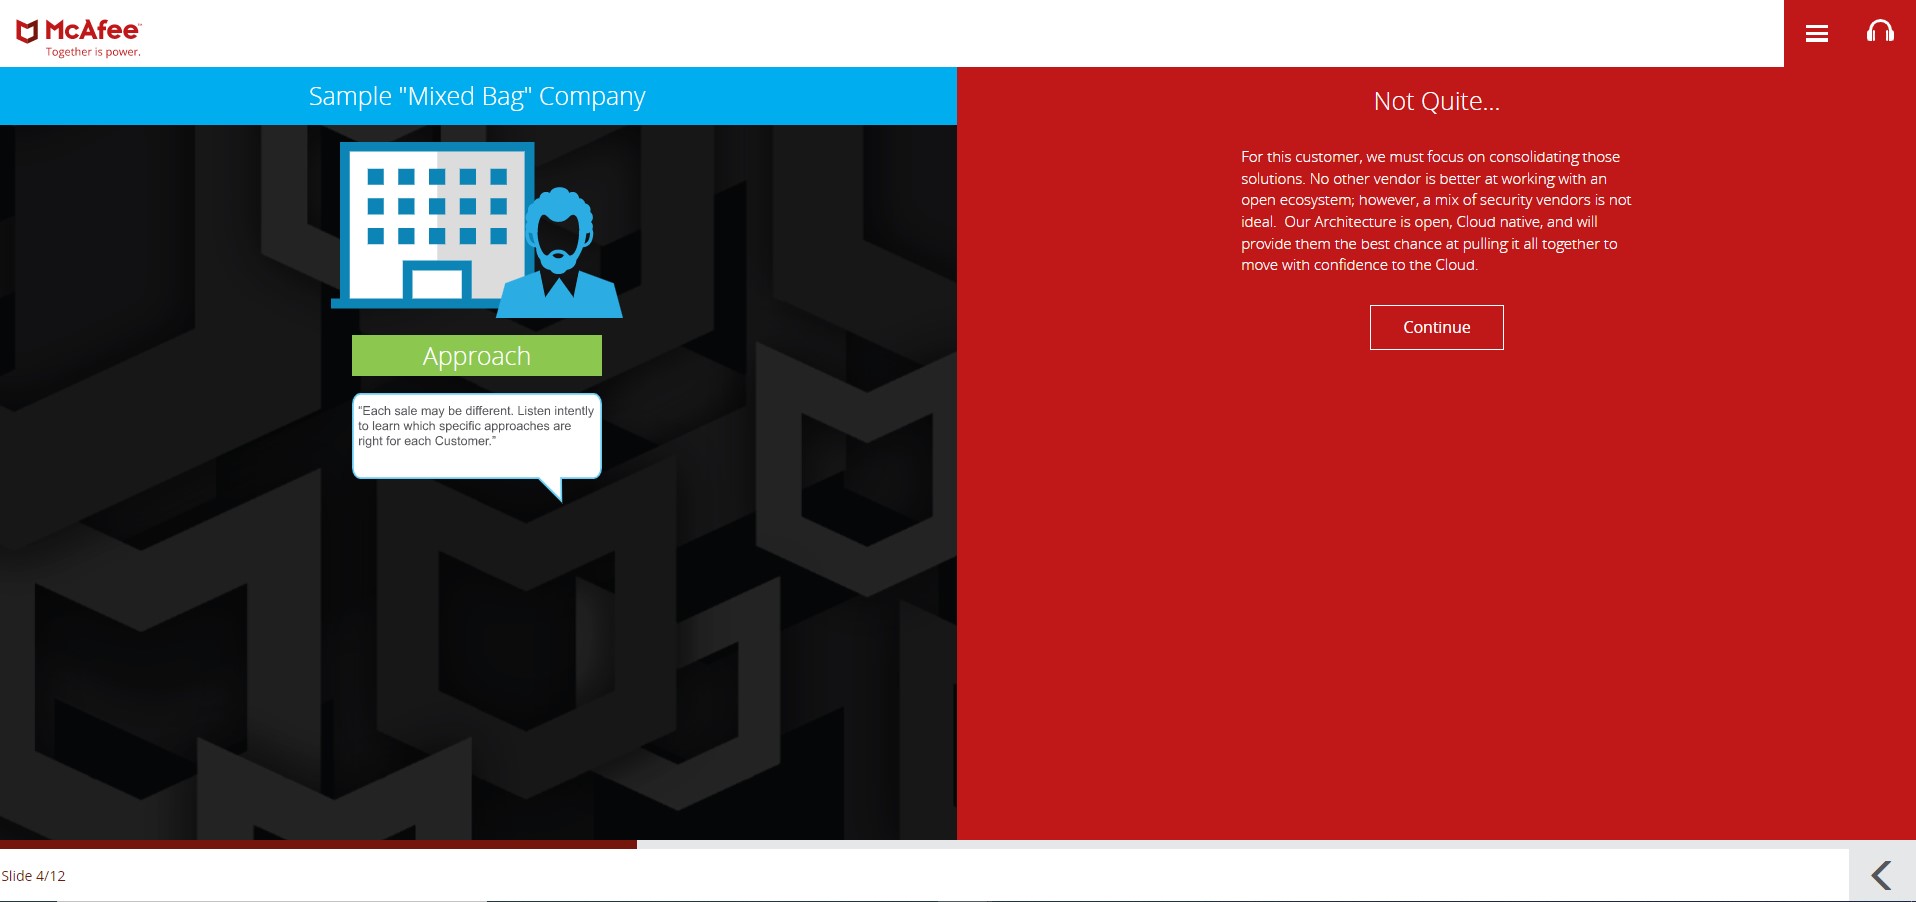 McAfee™
Together is power.
Sample "Mixed Bag" Company
Approach
“Each sale may be different. Listen intently
to learn which specific approaches are
right for each Customer.”
Not Quite...
For this customer, we must focus on consolidating those
solutions. No other vendor is better at working with an
open ecosystem; however, a mix of security vendors is not
ideal.  Our Architecture is open, Cloud native, and will
provide them the best chance at pulling it all together to
move with confidence to the Cloud.
Continue
Slide 4/12